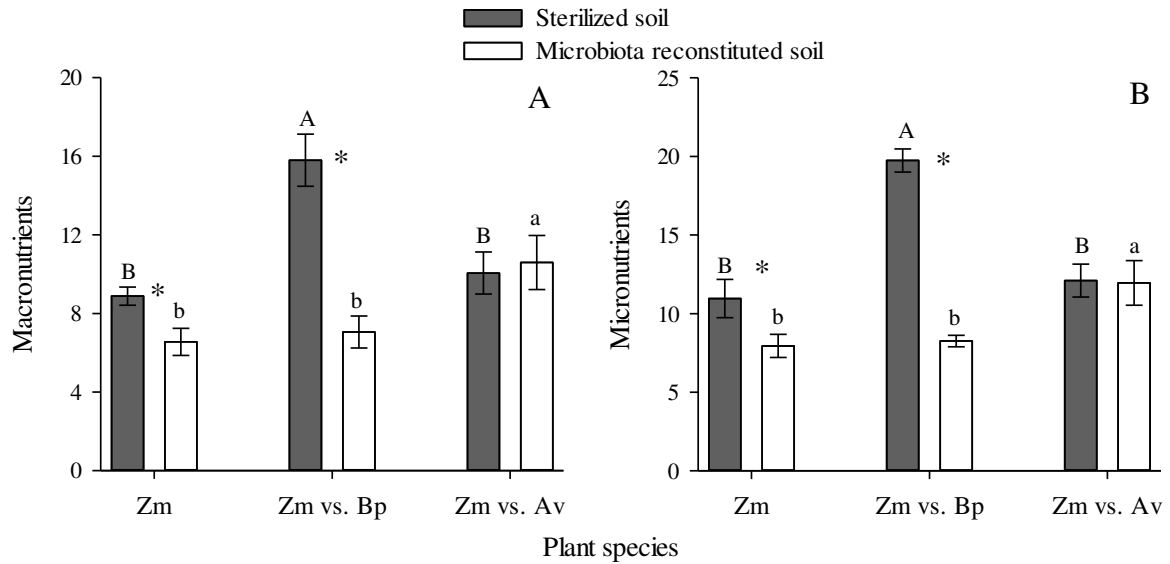 Sterilized soil
Microbiota reconstituted soil
A
Macronutrients
20
16
12
8
4
0
B
*
b
A
*
b
B
a
Zm
Zm vs. Bp
Zm vs. Av
B
Micronutrients
25
20
15
10
5
0
B
*
b
A
*
b
B
a
Zm
Zm vs. Bp
Zm vs. Av
Plant species